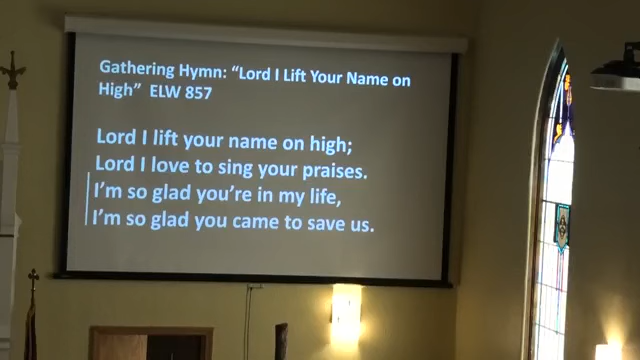 Gathering Hymn: “Lord I Lift Your Name on
High” ELW 857
Lord I lift your name on high;
Lord I love to sing your praises.
I’m so glad you’re in my life,
I’m so glad you came to save us.